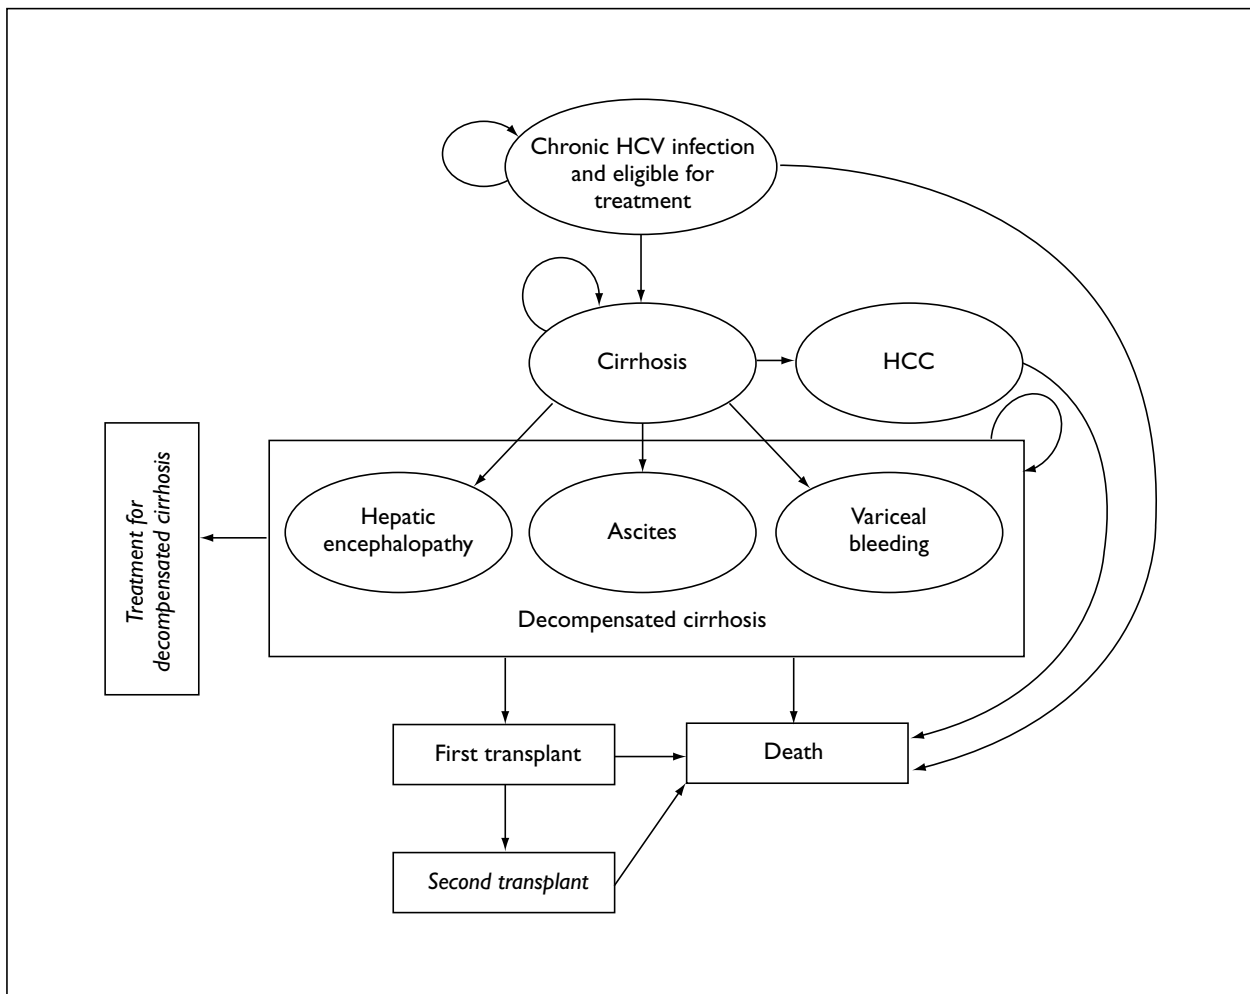 Chronic HCV infection
and eligible for
treatment
Cirrhosis
HCC
Treatment for
decompensated cirrhosis
Hepatic
encephalopathy
Ascites
Variceal
bleeding
Decompensated cirrhosis
First transplant
Death
Second transplant